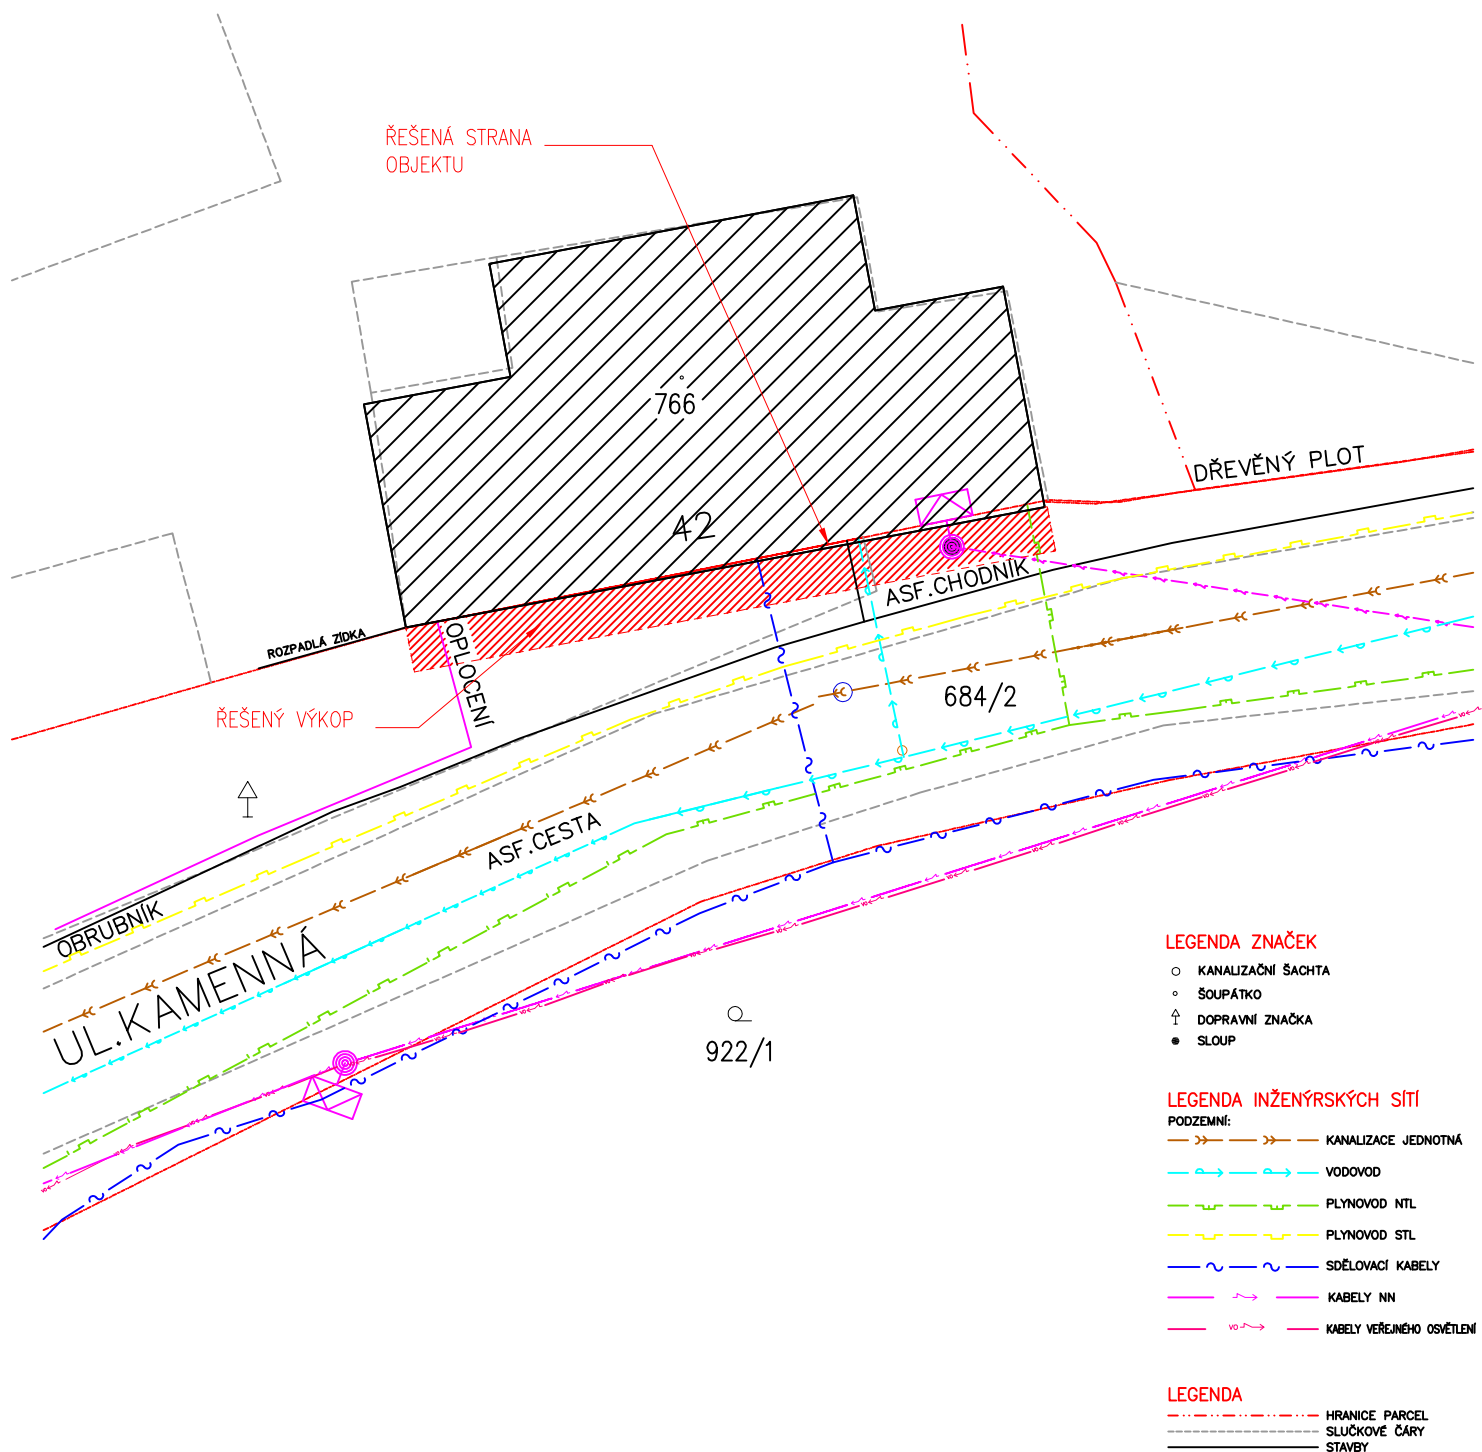 ŘEŠENÁ STRANA
OBJEKTU
766
42
DŘEVĚNÝ PLOT
ASF.CHODNÍK
ROZPADLÁ ZÍDKA
OPLOCENÍ
ŘEŠENÝ VÝKOP
684/2
ASF.CESTA
OBRUBNÍK
UL.KAMENNÁ
922/1
LEGENDA ZNAČEK
KANALIZAČNÍ ŠACHTA
ŠOUPÁTKO
DOPRAVNÍ ZNAČKA
SLOUP
LEGENDA INŽENÝRSKÝCH SÍTÍ
PODZEMNÍ:
KANALIZACE JEDNOTNÁ
VODOVOD
PLYNOVOD NTL
PLYNOVOD STL
SDĚLOVACÍ KABELY
KABELY NN
VO
KABELY VEŘEJNÉHO OSVĚTLENÍ
LEGENDA
HRANICE PARCEL
SLUČKOVÉ ČÁRY
STAVBY